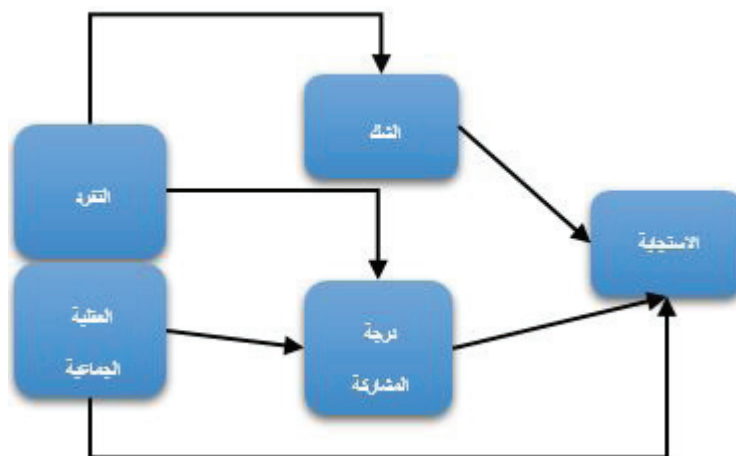 الشك
التفرد
الاستجابة
العقلية
الجماعية
درجة
المشاركة